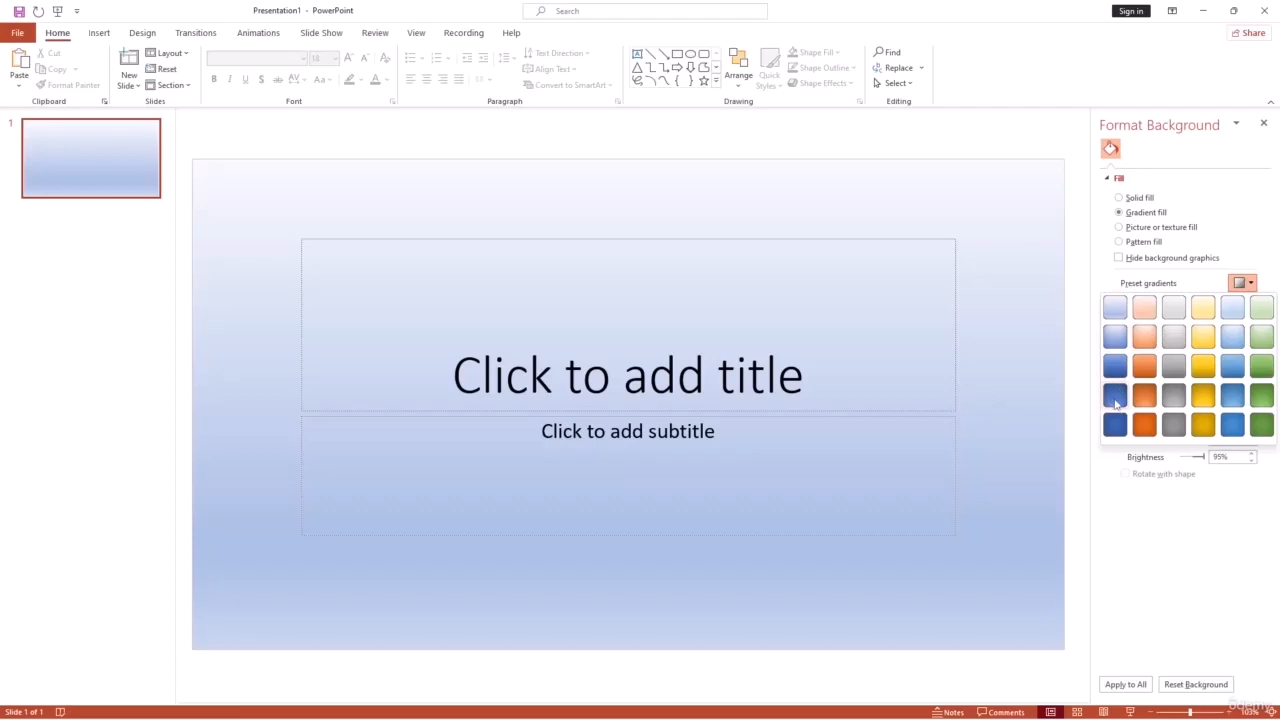 Presentation1 - PowerPoint
Search
Sign in
File Home Insert Design Transitions Animations Slide Show Review View Recording Help
Share
Paste
Cut
Copy
Format Painter
Clipboard
New Slide
Layout
Reset
Section
Slides
18
Font
Text Direction
Align Text
Convert to SmartArt
Paragraph
Arrange
Quick Styles
Shape Fill
Shape Outline
Shape Effects
Drawing
Find
Replace
Select
Editing
1
Click to add title
Click to add subtitle
Format Background
Fill
Solid fill
Gradient fill
Picture or texture fill
Pattern fill
Hide background graphics
Preset gradients
Brightness 95%
Rotate with shape
Apply to All Reset Background
Slide 1 of 1
Notes Comments
103%
udemy